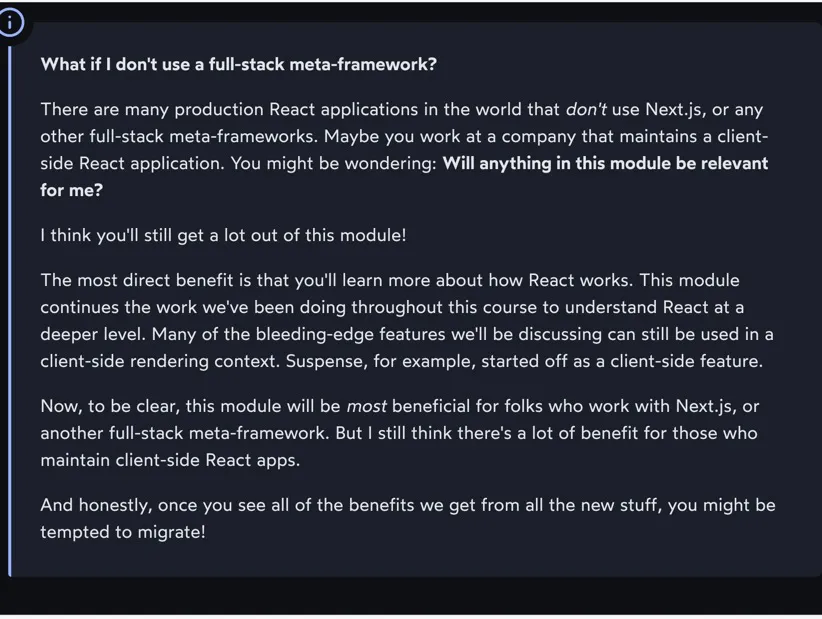 What if I don't use a full-stack meta-framework?
There are many production React applications in the world that don't use Next.js, or any
other full-stack meta-frameworks. Maybe you work at a company that maintains a client-
side React application. You might be wondering: Will anything in this module be relevant
for me?
I think you'll still get a lot out of this module!
The most direct benefit is that you'll learn more about how React works. This module
continues the work we've been doing throughout this course to understand React at a
deeper level. Many of the bleeding-edge features we'll be discussing can still be used in a
client-side rendering context. Suspense, for example, started off as a client-side feature.
Now, to be clear, this module will be most beneficial for folks who work with Next.js, or
another full-stack meta-framework. But I still think there's a lot of benefit for those who
maintain client-side React apps.
And honestly, once you see all of the benefits we get from all the new stuff, you might be
tempted to migrate!